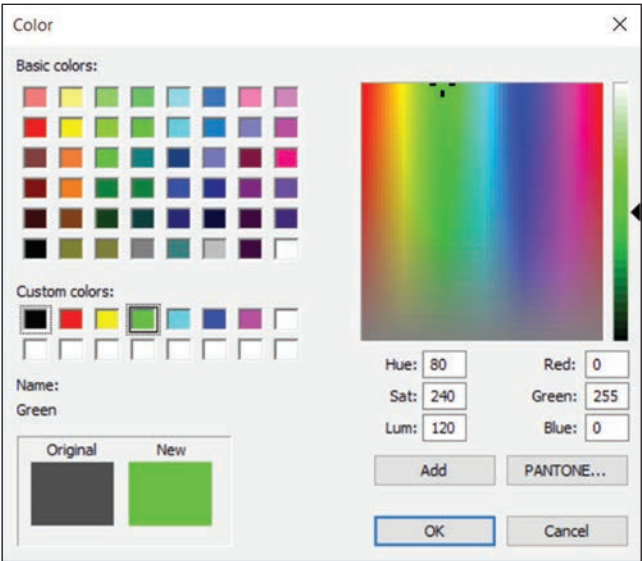 Color
Basic colors:
Custom colors:
Name:
Green
Original New
Hue: 80 Red: 0
Sat: 240 Green: 255
Lum: 120 Blue: 0
Add PANTONE...
OK Cancel